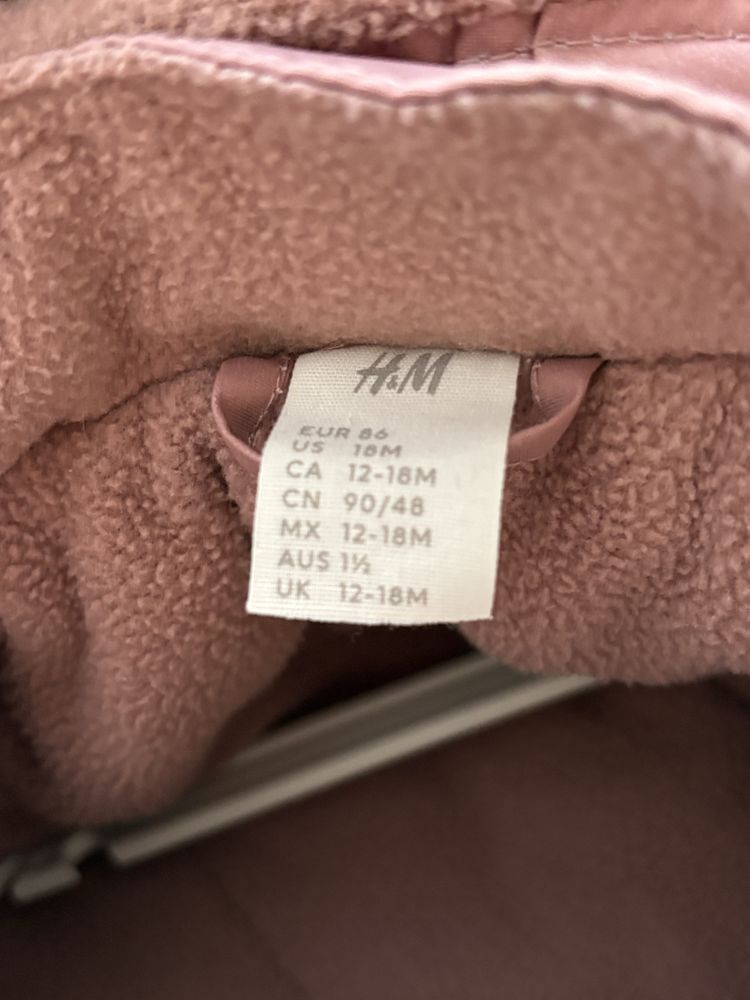 H&M
EUR 86
US 18M
CA 12-18M
CN 90/48
MX 12-18M
AUS 1½
UK 12-18M